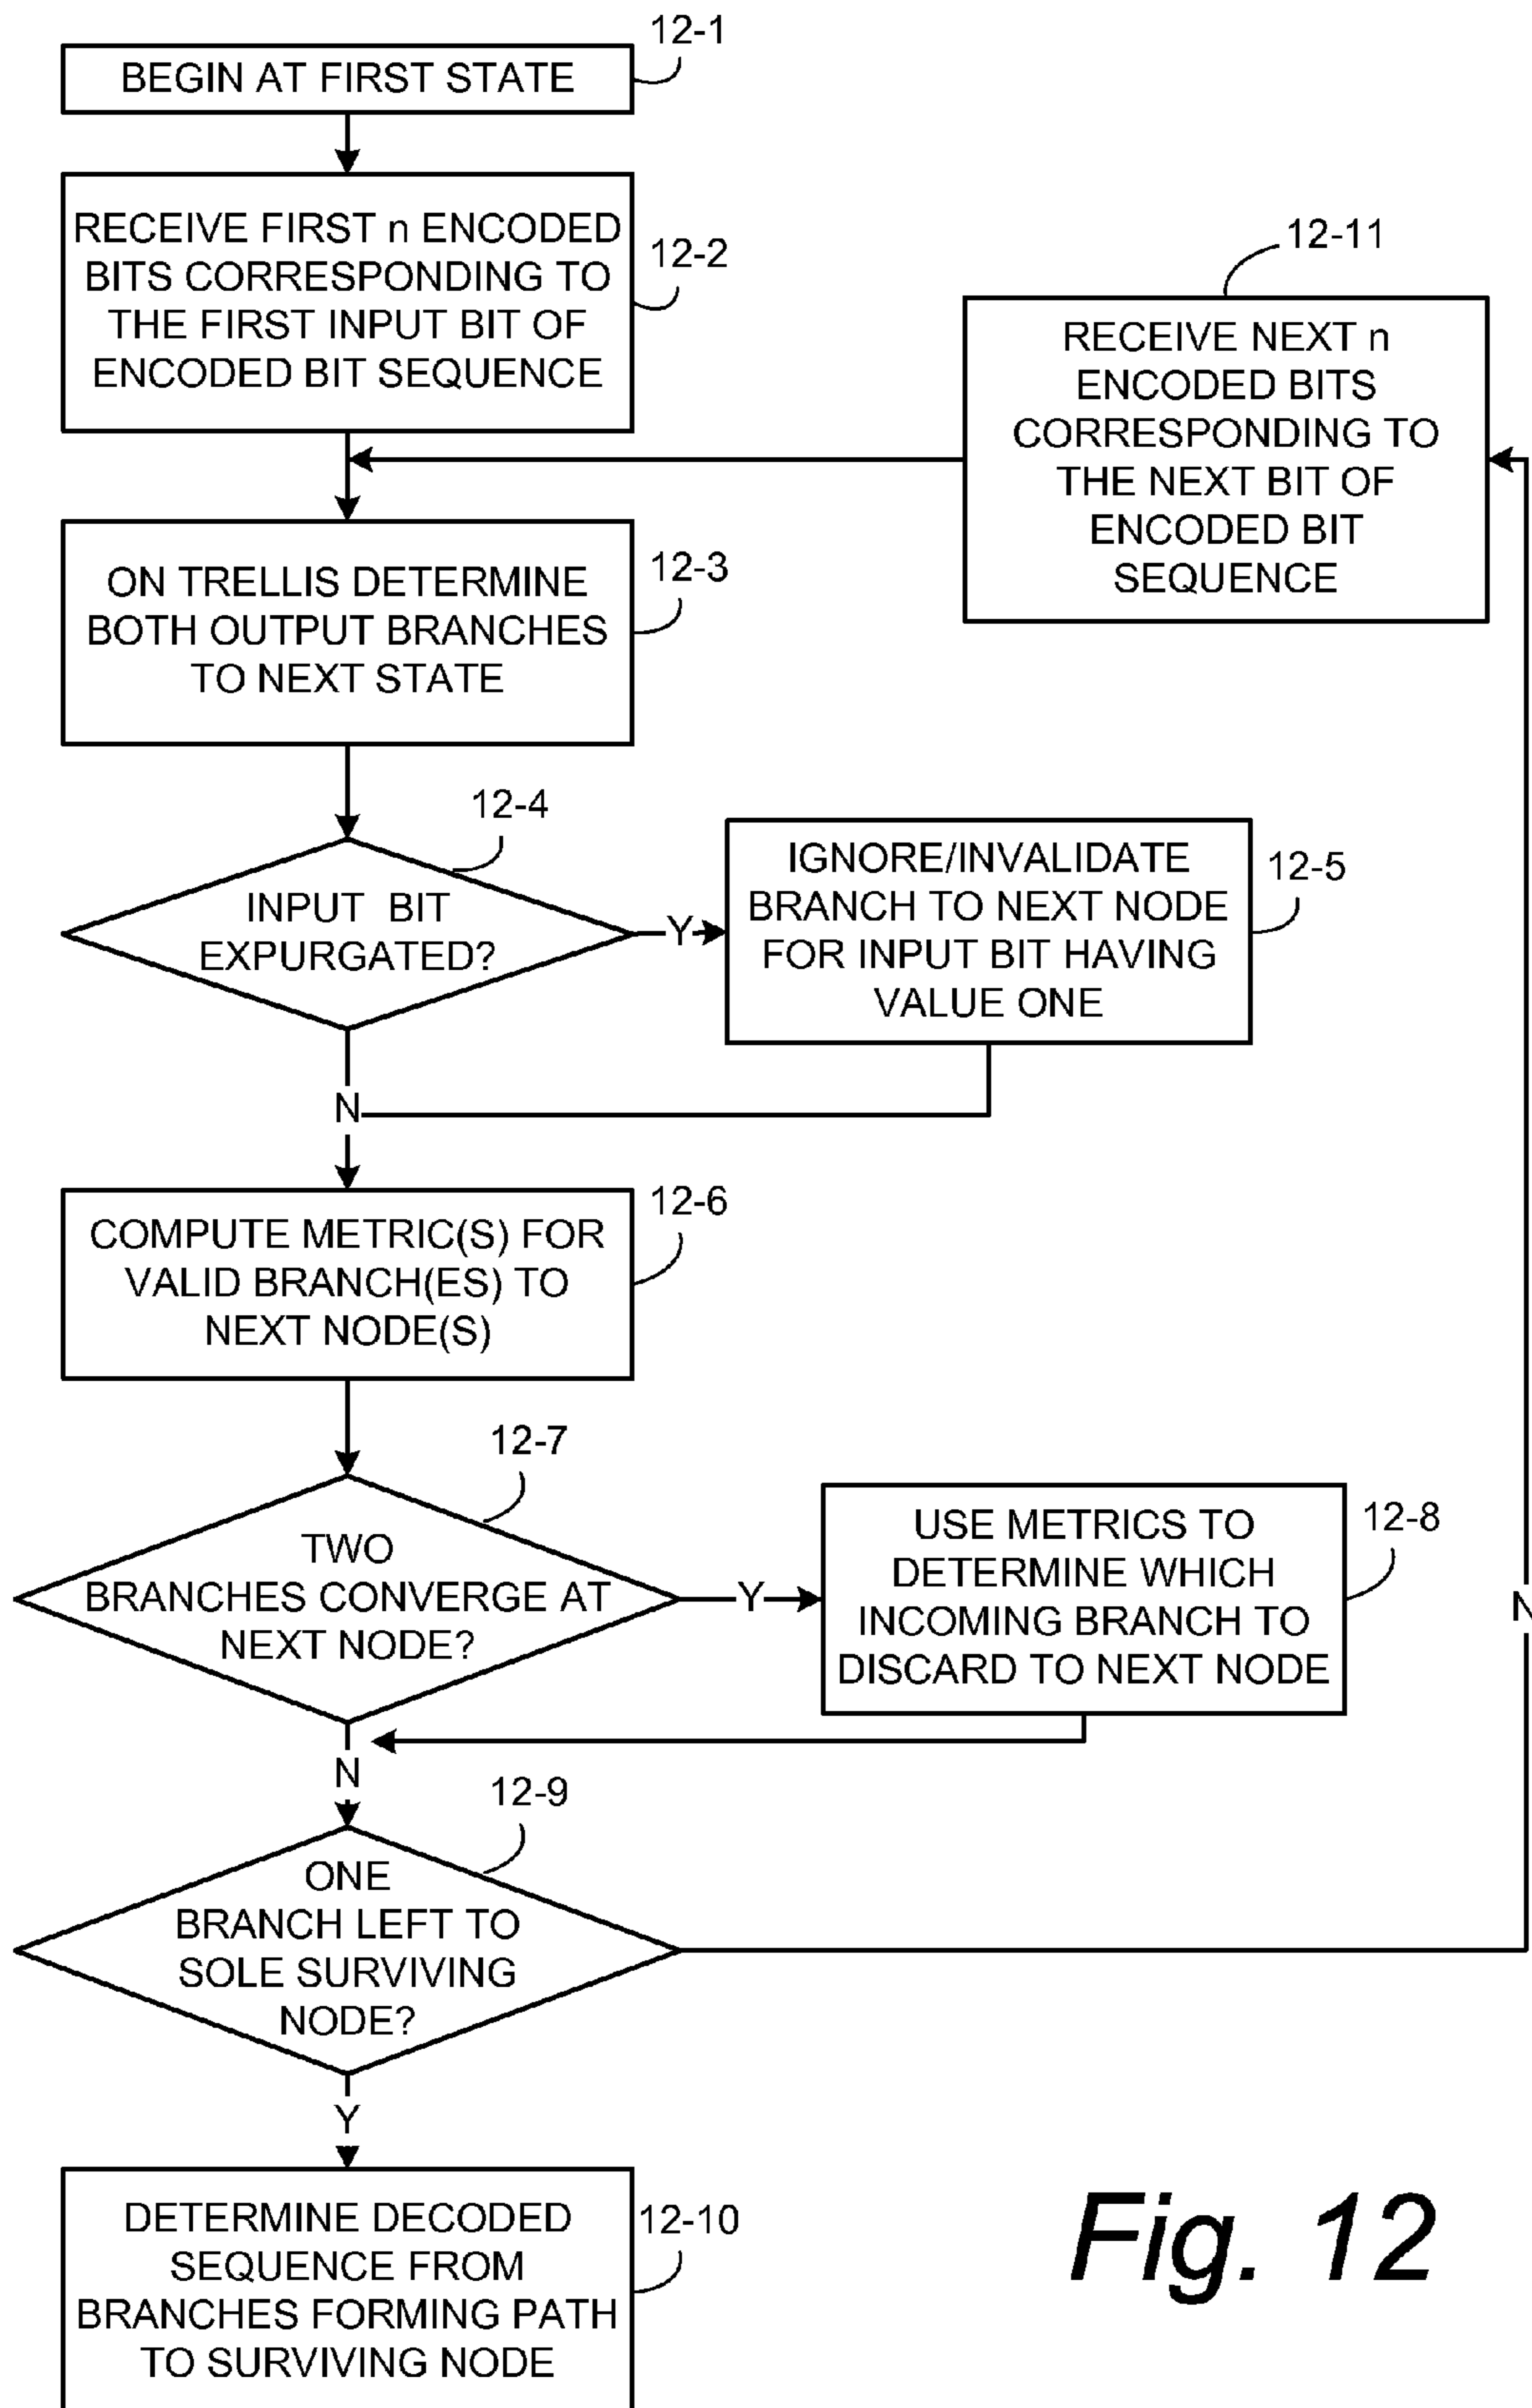 12-1
BEGIN AT FIRST STATE
RECEIVE FIRST n ENCODED
BITS CORRESPONDING TO
THE FIRST INPUT BIT OF
ENCODED BIT SEQUENCE
12-2
12-11
RECEIVE NEXT n
ENCODED BITS
CORRESPONDING TO
THE NEXT BIT OF
ENCODED BIT
SEQUENCE
ON TRELLIS DETERMINE
BOTH OUTPUT BRANCHES
TO NEXT STATE
12-3
12-4
INPUT BIT
EXPURGATED?
Y
IGNORE/INVALIDATE
BRANCH TO NEXT NODE
FOR INPUT BIT HAVING
VALUE ONE
12-5
N
COMPUTE METRIC(S) FOR
VALID BRANCH(ES) TO
NEXT NODE(S)
12-6
12-7
TWO
BRANCHES CONVERGE AT
NEXT NODE?
Y
USE METRICS TO
DETERMINE WHICH
INCOMING BRANCH TO
DISCARD TO NEXT NODE
12-8
N
N
12-9
ONE
BRANCH LEFT TO
SOLE SURVIVING
NODE?
Y
DETERMINE DECODED
SEQUENCE FROM
BRANCHES FORMING PATH
TO SURVIVING NODE
12-10
Fig. 12